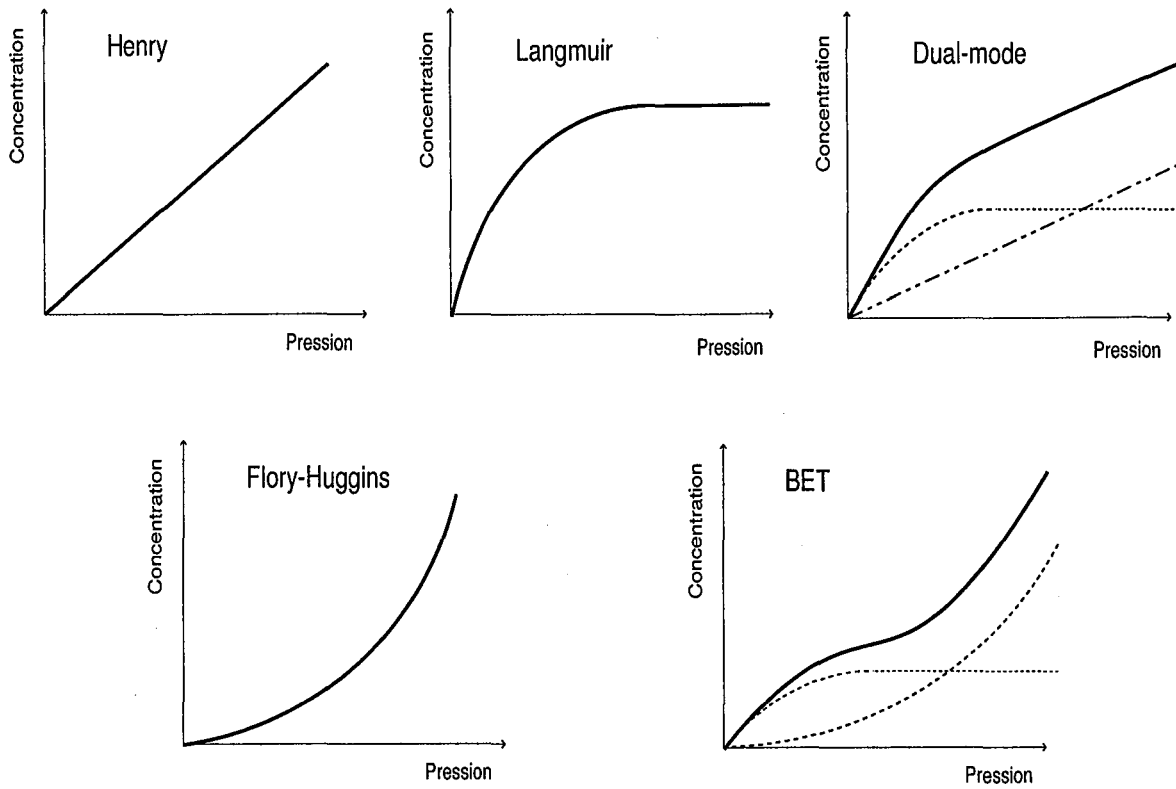 Henry
Concentration
Pression
Langmuir
Concentration
Pression
Dual-mode
Concentration
Pression
Flory-Huggins
Concentration
Pression
BET
Concentration
Pression